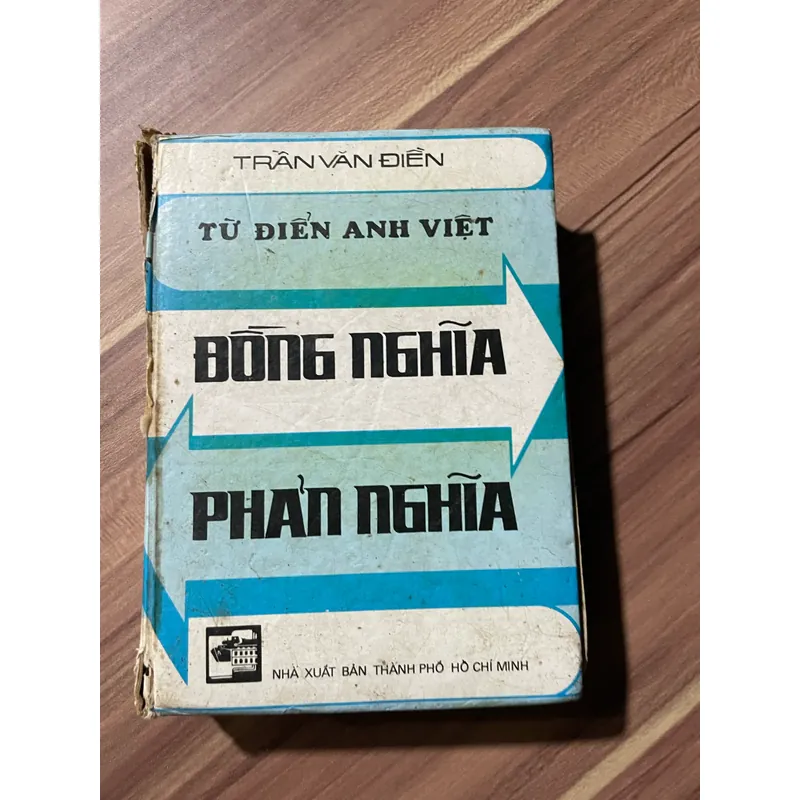 TRẦN VĂN ĐIỀN
TỪ ĐIỂN ANH VIỆT
ĐỒNG NGHĨA
PHẢN NGHĨA
NHÀ XUẤT BẢN THÀNH PHỐ HỒ CHÍ MINH